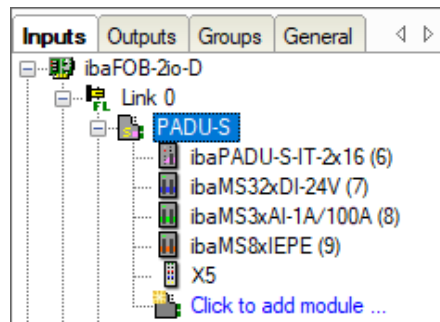 Inputs Outputs Groups General
ibaFOB-2io-D
FL Link 0
S PADU-S
ibaPADU-S-IT-2x16 (6)
ibaMS32xDI-24V (7)
ibaMS3xAI-1A/100A (8)
ibaMS8xIEPE (9)
X5
Click to add module ...